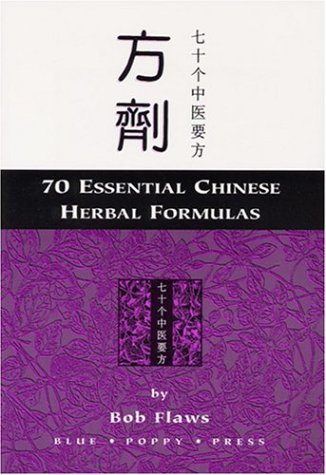 方劑
七十个中医要方
70 ESSENTIAL CHINESE
HERBAL FORMULAS
七十个中医要方
by
Bob Flaws
BLUE • POPPY • PRESS